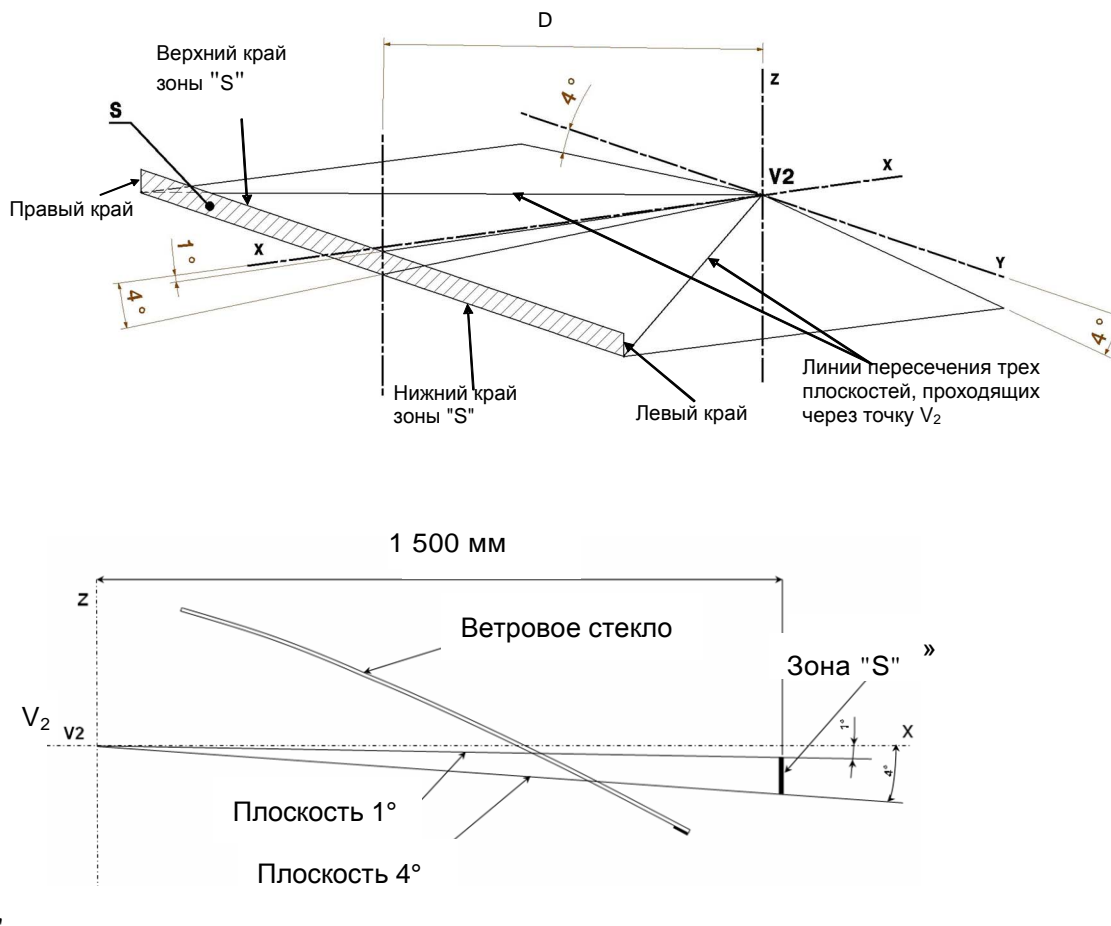 D
Верхний край
зоны "S"
4°
Z
S
X
V2
Правый край
1°
X
Y
4°
4°
Линии пересечения трех
плоскостей, проходящих
через точку V2
Нижний край
зоны "S"
Левый край
1 500 мм
Z
Ветровое стекло
Зона "S" »
V2
V2
1°
X
4°
Плоскость 1°
Плоскость 4°